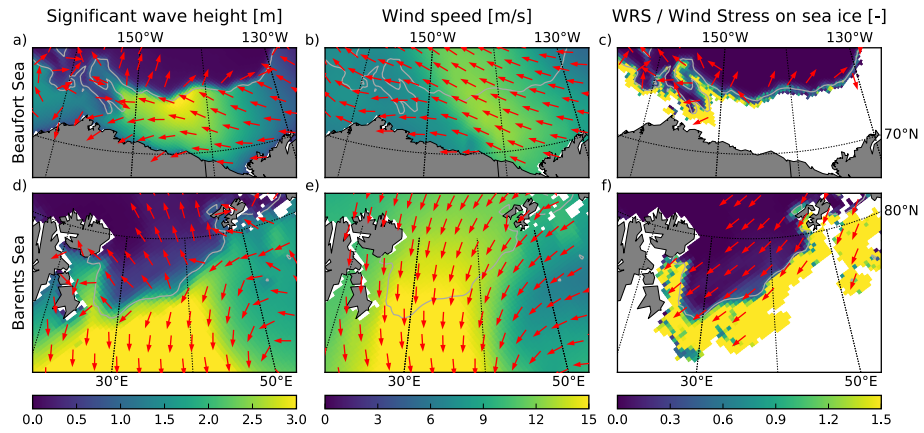 Significant wave height [m] Wind speed [m/s] WRS / Wind Stress on sea ice [-]
a) 150°W 130°W b) 150°W 130°W c) 150°W 130°W
Beaufort Sea
70°N
d) e) f)
Barents Sea
80°N
30°E 50°E 30°E 50°E 30°E 50°E
0.0 0.5 1.0 1.5 2.0 2.5 3.0 0 3 6 9 12 15 0.0 0.3 0.6 0.9 1.2 1.5